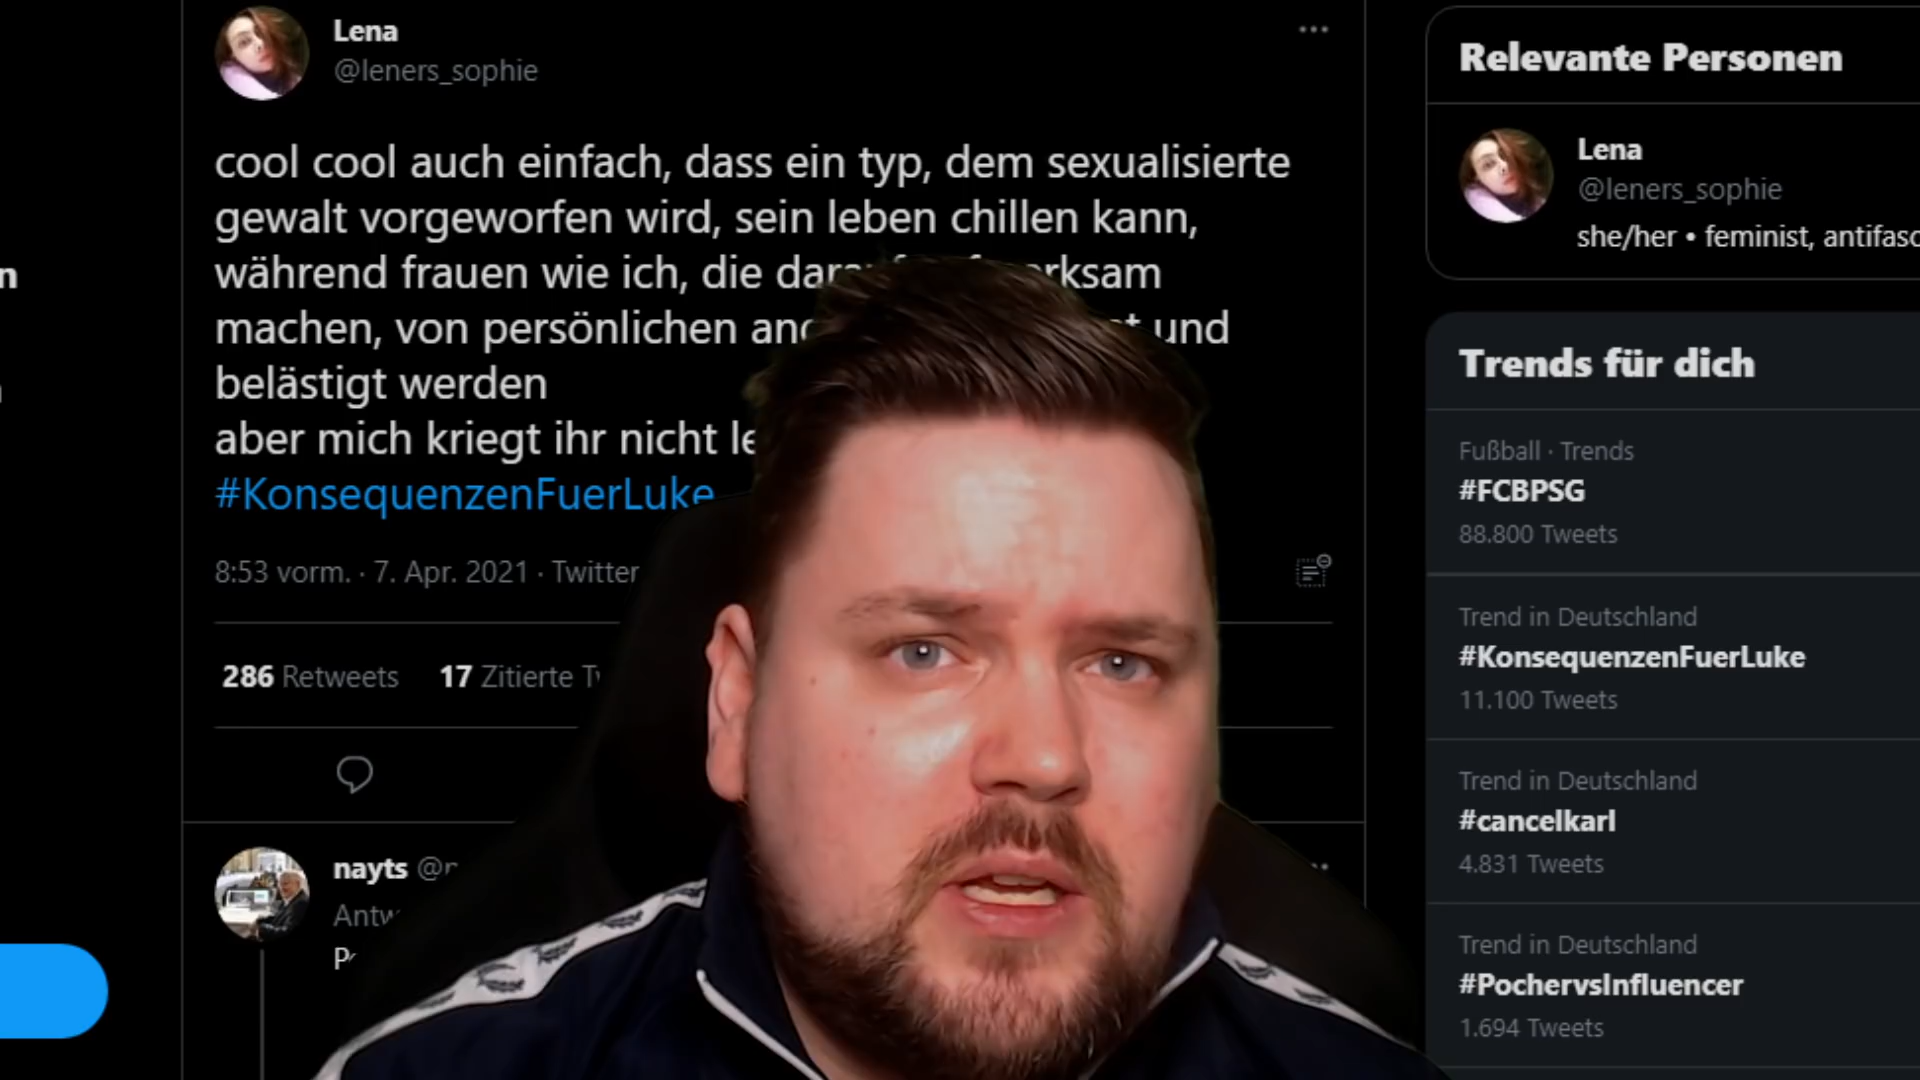 Lena
@leners_sophie
cool cool auch einfach, dass ein typ, dem sexualisierte
gewalt vorgeworfen wird, sein leben chillen kann,
während frauen wie ich, die
machen, von persönlichen und
belästigt werden
aber mich kriegt ihr nicht
#KonsequenzenFuerLuke
8:53 vorm. · 7. Apr. 2021 · Twitter
286 Retweets 17 Zitierte
nayts
Relevante Personen
Lena
@leners_sophie
she/her • feminist,
Trends für dich
Fußball · Trends
#FCBPSG
88.800 Tweets
Trend in Deutschland
#KonsequenzenFuerLuke
11.100 Tweets
Trend in Deutschland
#cancelkarl
4.831 Tweets
Trend in Deutschland
#PochervsInfluencer
1.694 Tweets